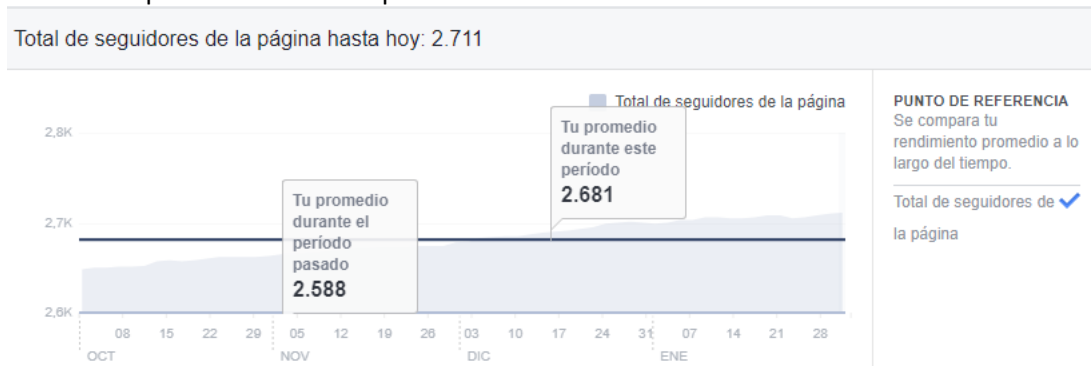 Total de seguidores de la página hasta hoy: 2.711
Total de seguidores de la página
2,8K
2,7K
2,6K
Tu promedio
durante este
período
2.681
Tu promedio
durante el
período
pasado
2.588
08 15 22 29 05 12 19 26 03 10 17 24 31 07 14 21 28
OCT NOV DIC ENE
PUNTO DE REFERENCIA
Se compara tu
rendimiento promedio a lo
largo del tiempo.
Total de seguidores de
la página